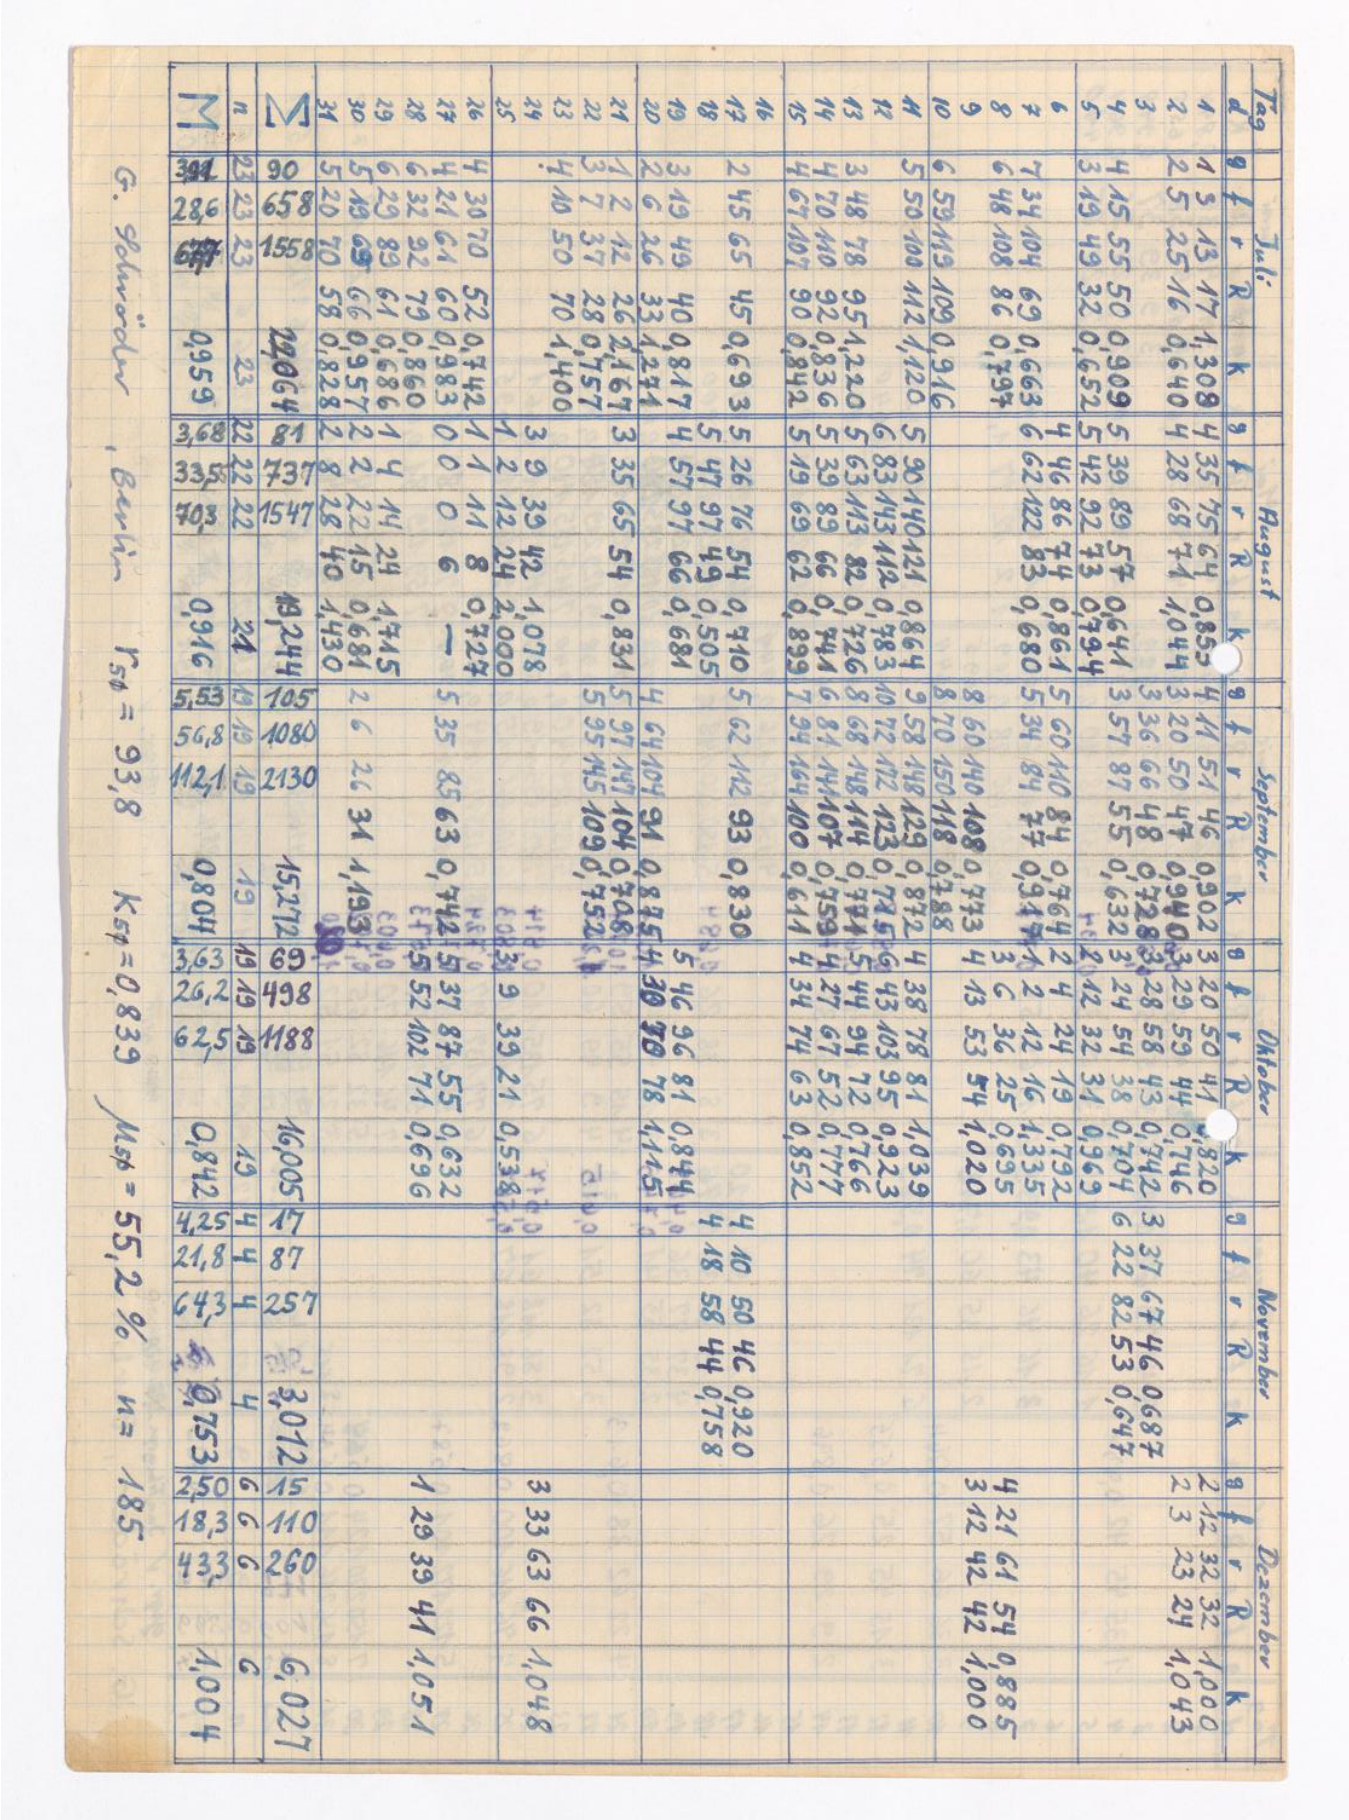 Tag Juli August September Oktober November Dezember
d g f r R k g f r R k g f r R k g f r R k g f r R k g f r R k
1 1 3 13 17 1,308 4 35 75 64 0,853 4 11 51 46 0,902 3 20 50 41 0,820 2 12 32 32 1,000
2 2 5 25 16 0,640 4 28 68 71 1,044 3 20 50 47 0,940 3 29 59 44 0,746 2 3 23 24 1,043
3 3 36 66 48 0,728 3 28 58 43 0,742 3 37 67 46 0,687
4 4 15 55 50 0,909 5 39 89 57 0,641 3 57 87 55 0,632 3 24 54 38 0,704 6 22 82 53 0,647
5 3 19 49 32 0,652 5 42 92 73 0,794 2 12 32 31 0,969
6 4 46 86 74 0,861 5 60 110 84 0,764 2 4 24 19 0,792
7 7 34 104 69 0,663 6 62 122 83 0,680 5 34 84 77 0,917 1 2 12 16 1,335
8 6 48 108 86 0,797 3 6 36 25 0,695 4 21 61 54 0,885
9 8 60 140 108 0,773 4 13 53 54 1,020 3 12 42 42 1,000
10 6 59 119 109 0,916 8 70 150 118 0,788
11 5 50 100 112 1,120 5 90 140 121 0,864 9 58 148 129 0,872 4 38 78 81 1,039
12 6 83 143 112 0,783 10 72 172 123 0,715 6 43 103 95 0,923
13 3 48 78 95 1,220 5 63 113 82 0,726 8 68 148 114 0,771 5 44 94 72 0,766
14 4 70 110 92 0,836 5 39 89 66 0,741 6 81 141 107 0,759 4 27 67 52 0,777
15 4 67 107 90 0,842 5 19 69 62 0,899 7 94 164 100 0,611 4 34 74 63 0,852
16
17 2 45 65 45 0,693 5 26 76 54 0,710 5 62 112 93 0,830 4 10 50 46 0,920
18 5 47 97 49 0,505 4 18 58 44 0,758
19 3 19 49 40 0,817 4 57 97 66 0,681 5 46 96 81 0,844
20 2 6 26 33 1,271 4 64 104 91 0,875 4 30 70 78 1,115
21 1 2 12 26 2,167 3 35 65 54 0,831 5 97 147 104 0,708
22 3 7 37 28 0,757 5 95 145 109 0,752
23 4 10 50 70 1,400
24 3 9 39 42 1,078 3 33 63 66 1,048
25 1 2 12 24 2,000 3 9 39 21 0,538
26 4 30 70 52 0,742 1 1 11 8 0,727
27 4 21 61 60 0,983 0 0 0 6 — 5 35 85 63 0,742 5 37 87 55 0,632
28 6 32 92 79 0,860 5 52 102 71 0,696 1 29 39 41 1,051
29 6 29 89 61 0,686 1 4 14 24 1,715
30 5 19 69 66 0,957 2 2 22 15 0,681 2 6 26 31 1,193
31 5 20 70 58 0,828 2 8 28 40 1,430
Σ 90 658 1558 22,064 81 737 1547 19,244 105 1080 2130 15,272 69 498 1188 16,005 17 87 257 3,012 15 110 260 6,027
n 23 23 23 23 22 22 22 21 19 19 19 19 19 19 19 19 4 4 4 4 6 6 6 6
M 3,91 28,6 67,7 0,959 3,68 33,5 70,3 0,916 5,53 56,8 112,1 0,804 3,63 26,2 62,5 0,842 4,25 21,8 64,3 0,753 2,50 18,3 43,3 1,004
G. Schröder, Berlin rsp = 93,8 Ksp = 0,839 Msp = 55,2 % n = 185